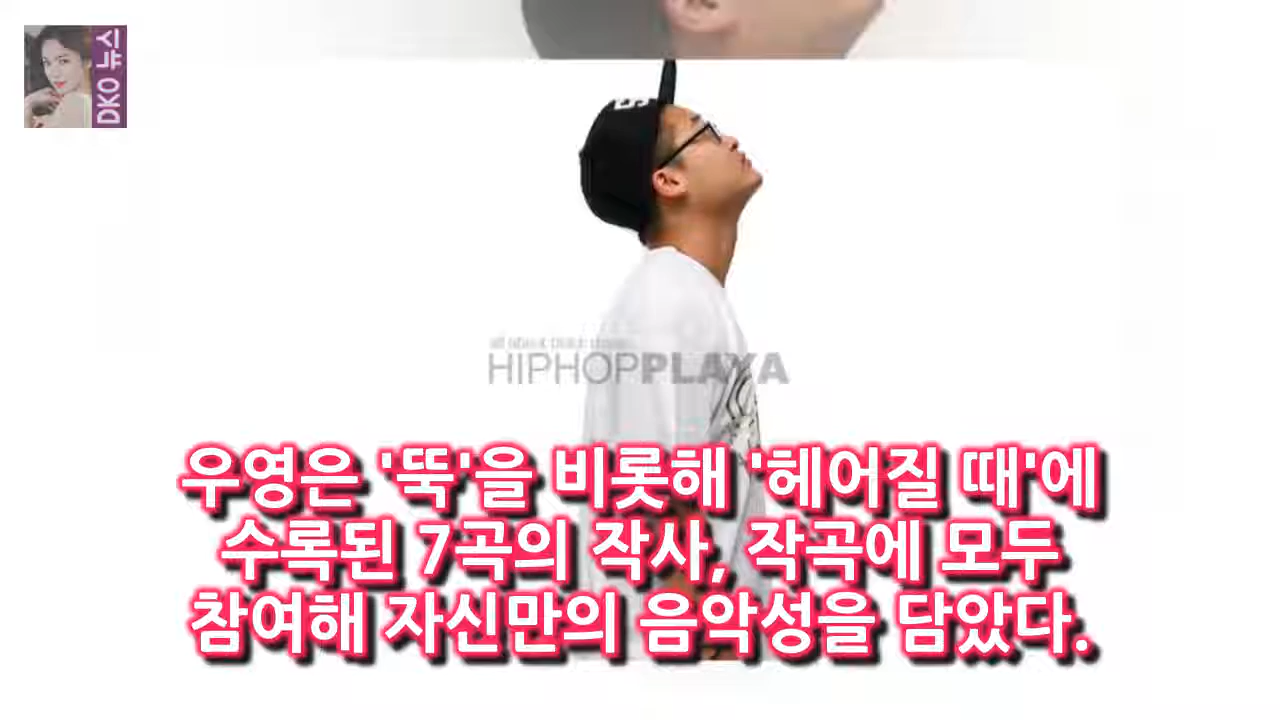 DKO 뉴스
HIPHOPPLAYA
우영은 '뚝'을 비롯해 '헤어질 때'에
수록된 7곡의 작사, 작곡에 모두
참여해 자신만의 음악성을 담았다.